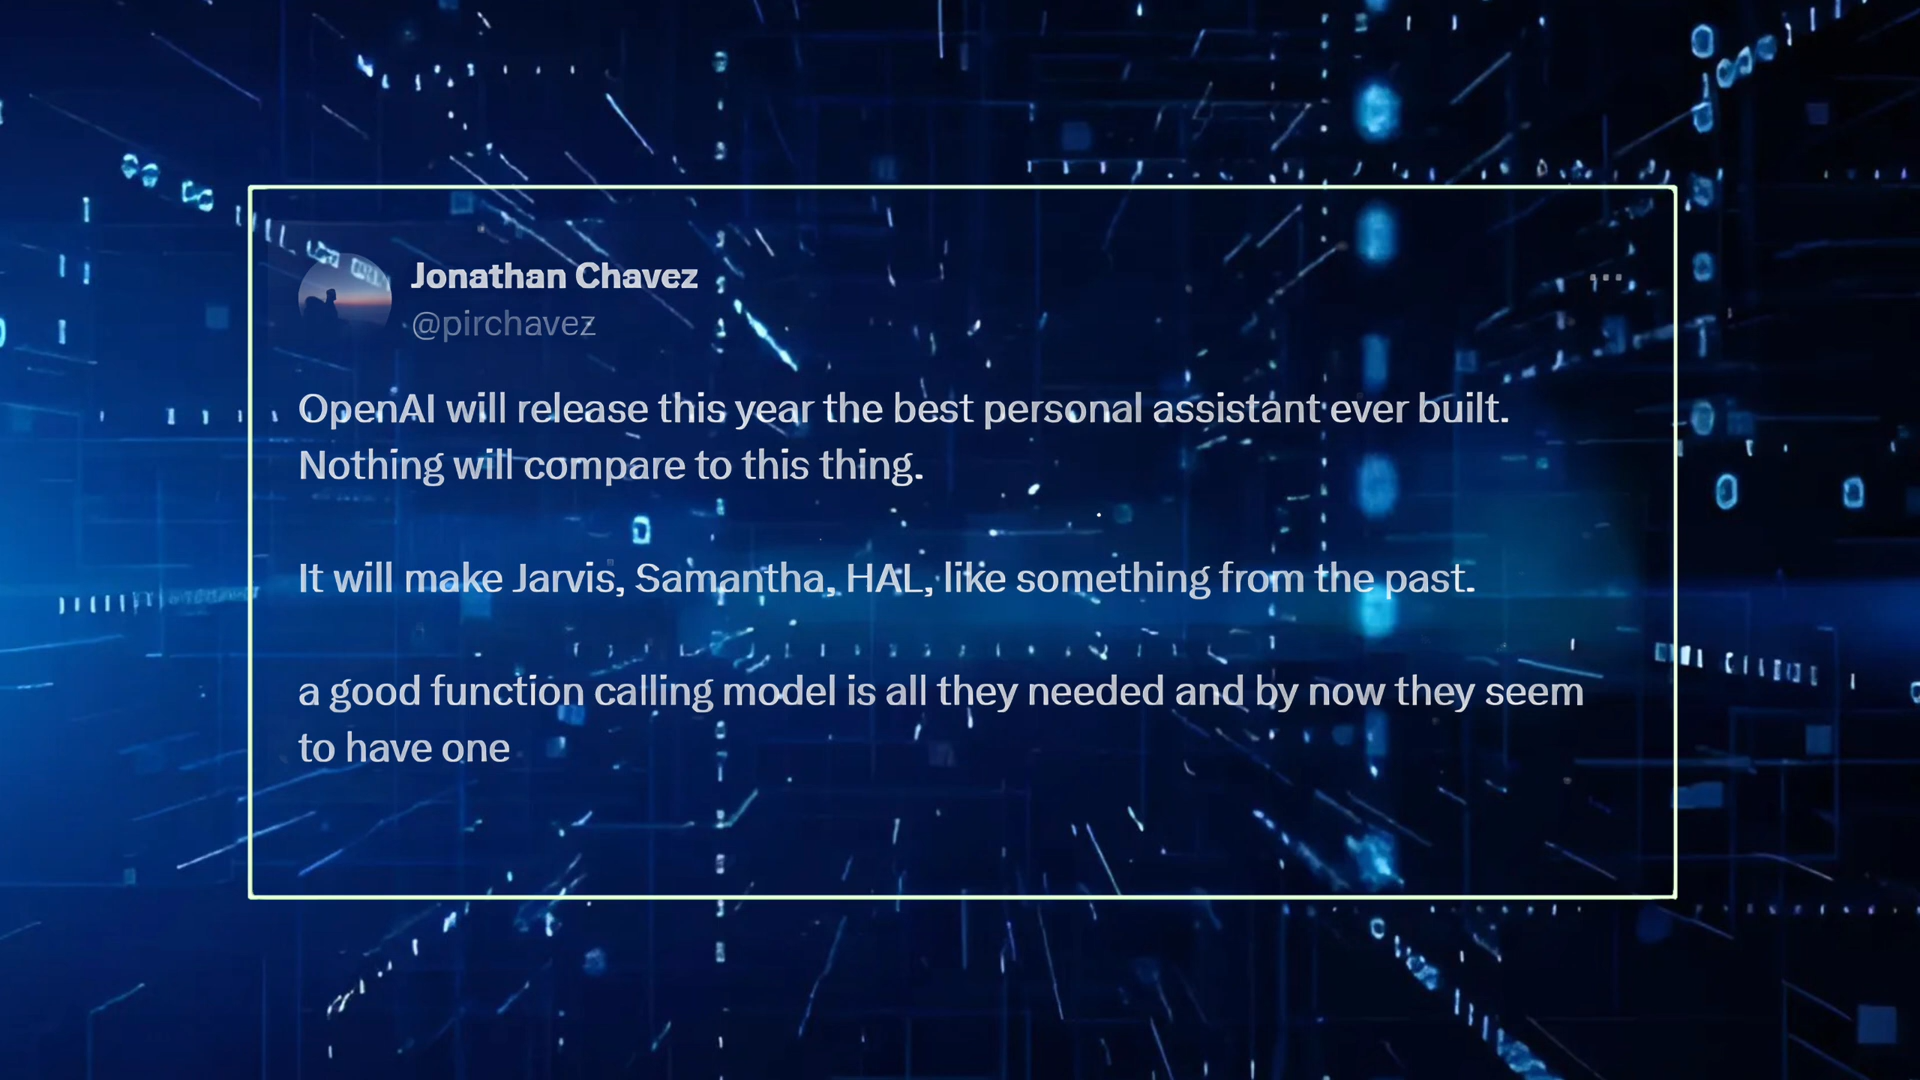 Jonathan Chavez
@pirchavez
OpenAI will release this year the best personal assistant ever built.
Nothing will compare to this thing.
It will make Jarvis, Samantha, HAL, like something from the past.
a good function calling model is all they needed and by now they seem
to have one